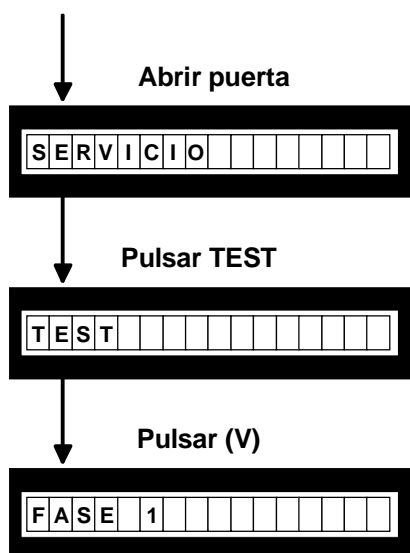 Abrir puerta
SERVICIO
Pulsar TEST
TEST
Pulsar (V)
FASE 1